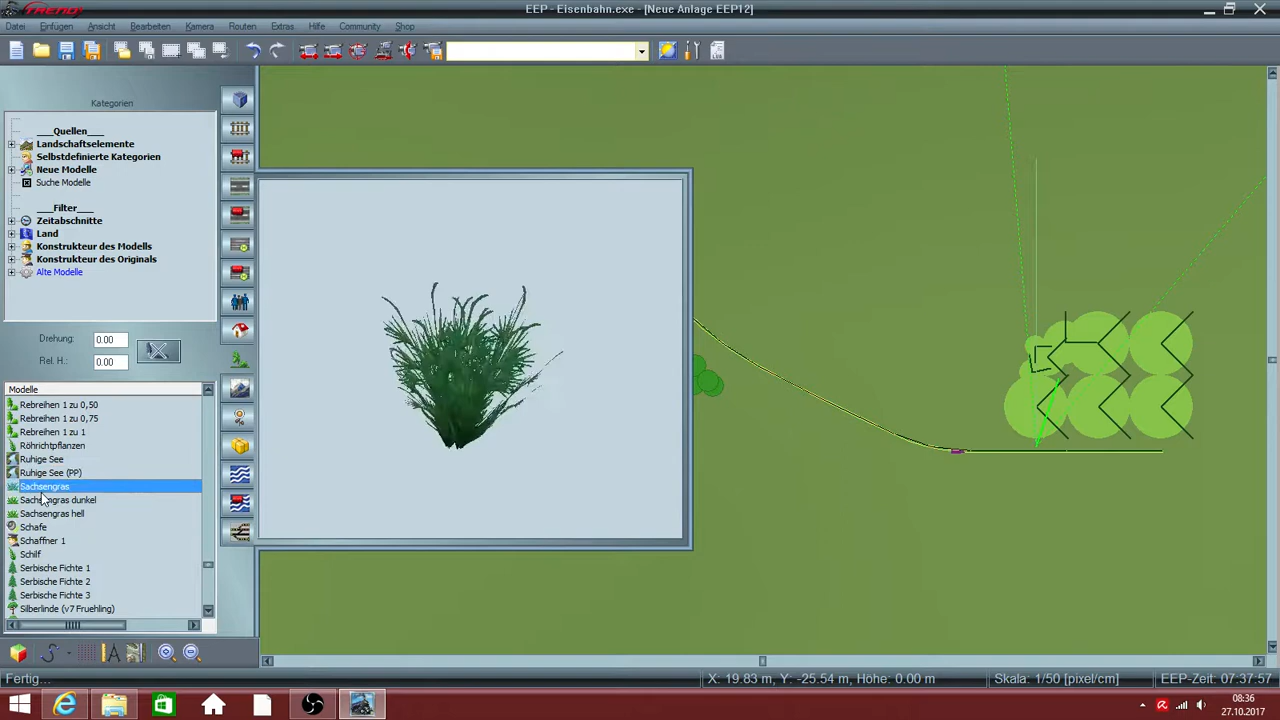 TREND
EEP - Eisenbahn.exe - [Neue Anlage EEP12]
Datei Einfügen Ansicht Bearbeiten Kamera Routen Extras Hilfe Community Shop
Kategorien
___Quellen___
Landschaftselemente
Selbstdefinierte Kategorien
Neue Modelle
Suche Modelle
___Filter___
Zeitabschnitte
Land
Konstrukteur des Modells
Konstrukteur des Originals
Alte Modelle
Drehung: 0.00
Rel. H.: 0.00
Modelle
Rebreihen 1 zu 0,50
Rebreihen 1 zu 0,75
Rebreihen 1 zu 1
Röhrichtpflanzen
Ruhige See
Ruhige See (PP)
Sachsengras
Sachsengras dunkel
Sachsengras hell
Schafe
Schaffner 1
Schilf
Serbische Fichte 1
Serbische Fichte 2
Serbische Fichte 3
Silberlinde (v7 Fruehling)
Fertig...
X: 19.83 m, Y: -25.54 m, Höhe: 0.00 m
Skala: 1/50 [pixel/cm]
EEP-Zeit: 07:37:57
08:36
27.10.2017